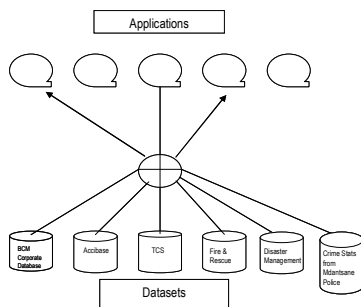 Applications
BCM
Corporate
Database
Accibase
TCS
Fire &
Rescue
Disaster
Management
Crime Stats
from
Mdantsane
Police
Datasets